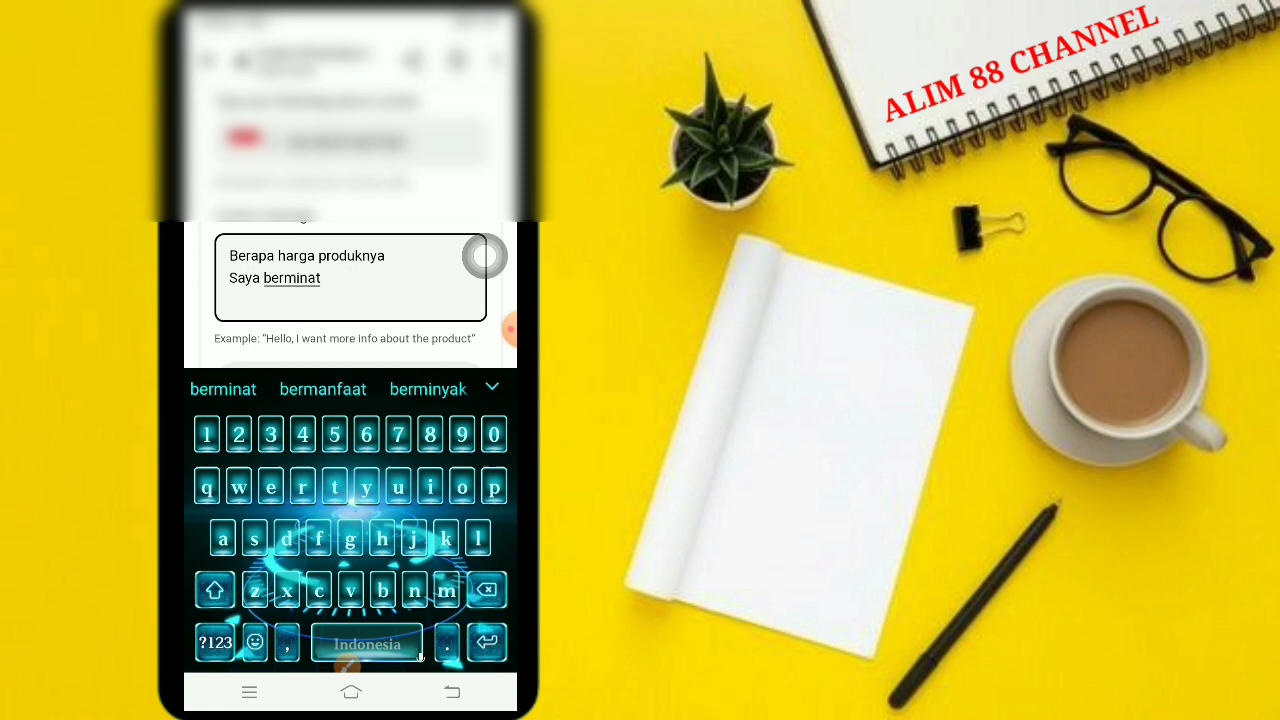 ALIM 88 CHANNEL
Berapa harga produknya
Saya berminat
Example: “Hello, I want more info about the product”
berminat bermanfaat berminyak
1 2 3 4 5 6 7 8 9 0
q w e r t y u i o p
a s d f g h j k l
z x c v b n m
?123 , Indonesia .